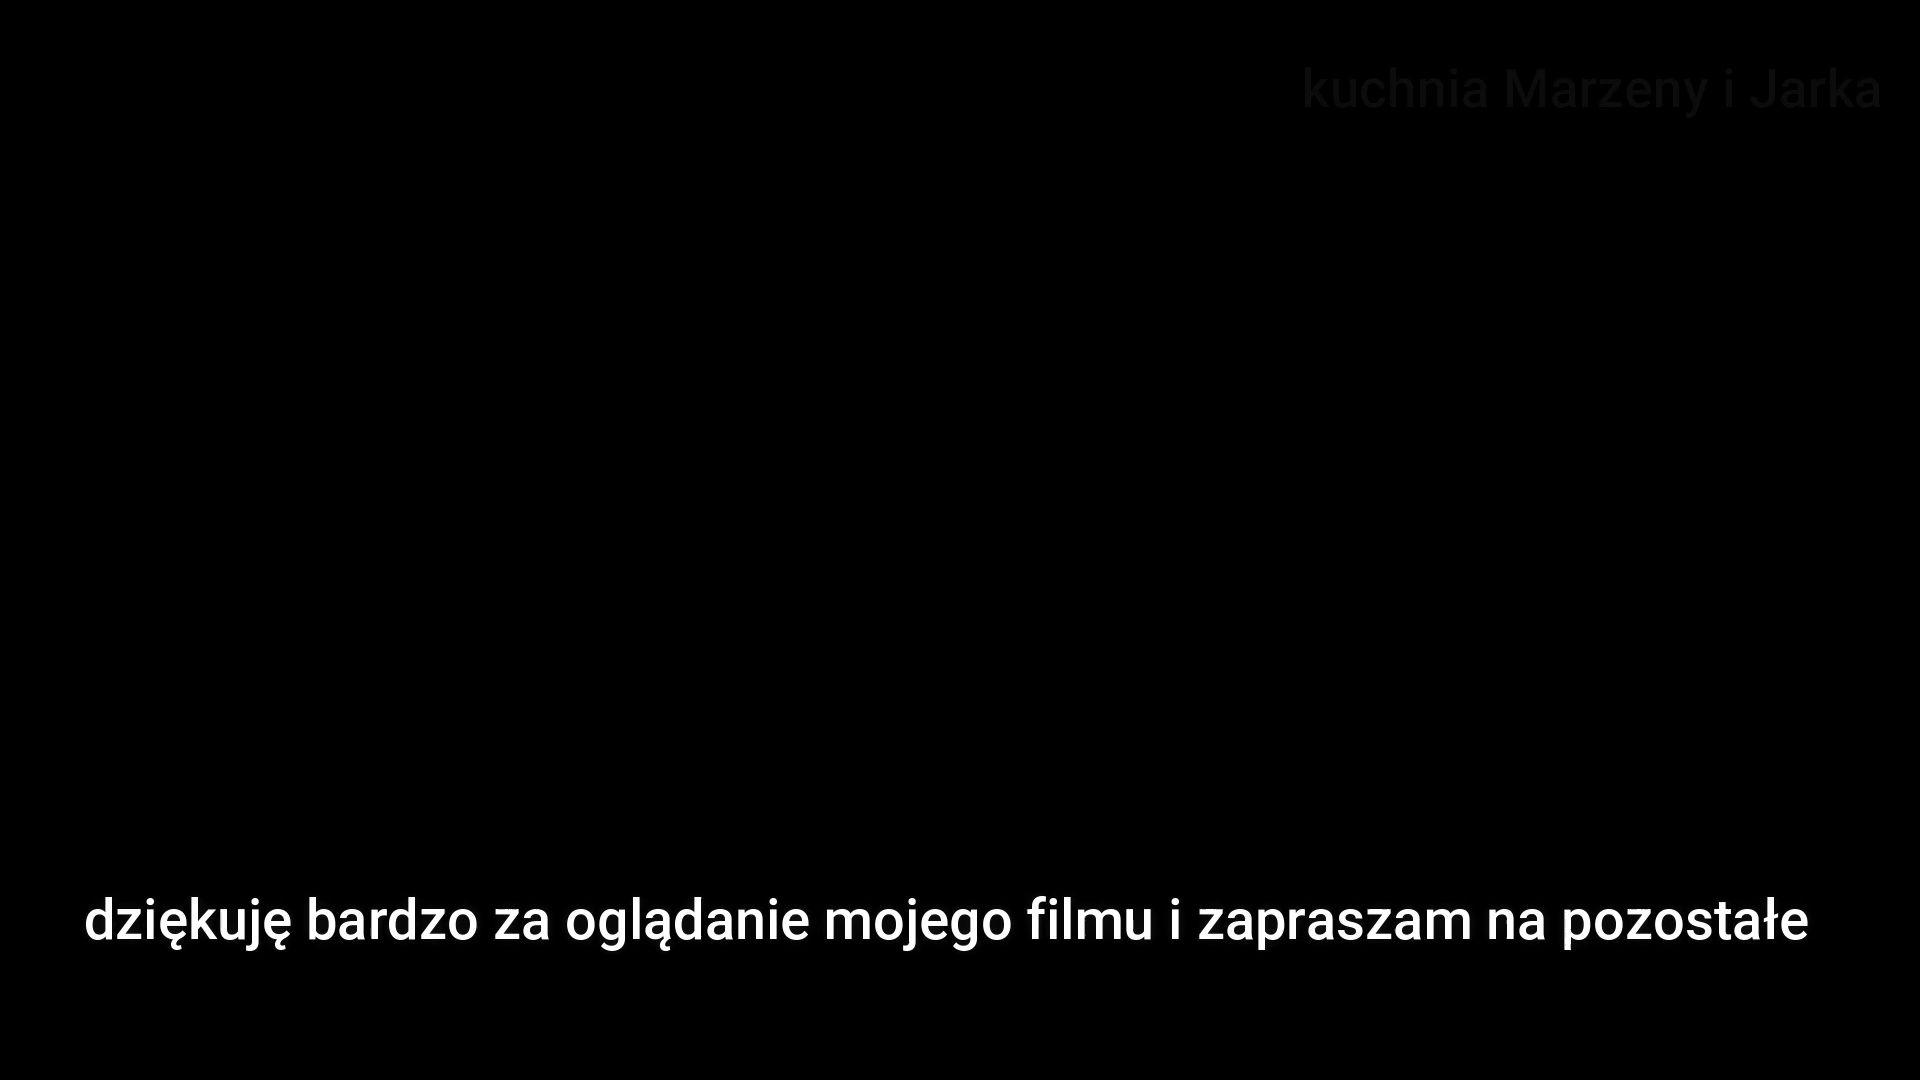 kuchnia Marzeny i Jarka
dziękuję bardzo za oglądanie mojego filmu i zapraszam na pozostałe